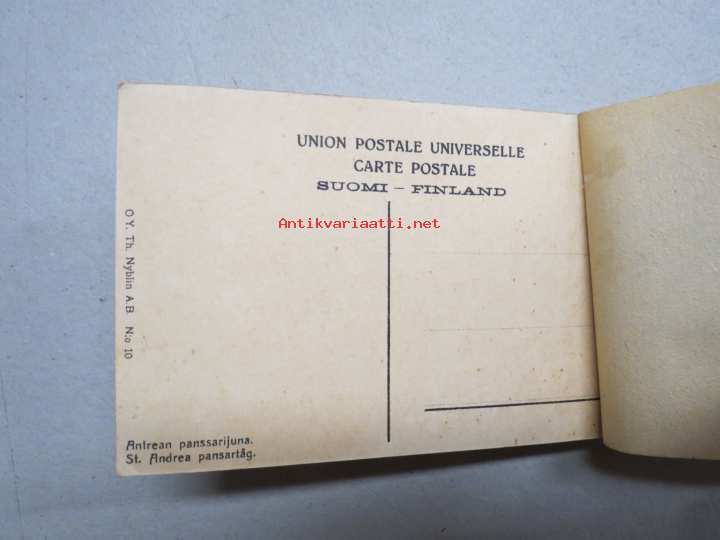 UNION POSTALE UNIVERSELLE
CARTE POSTALE
SUOMI – FINLAND
Antikvariaatti.net
O Y. Th. Nyblin A.B. N:o 10
Antrean panssarijuna.
St. Andrea pansartåg.